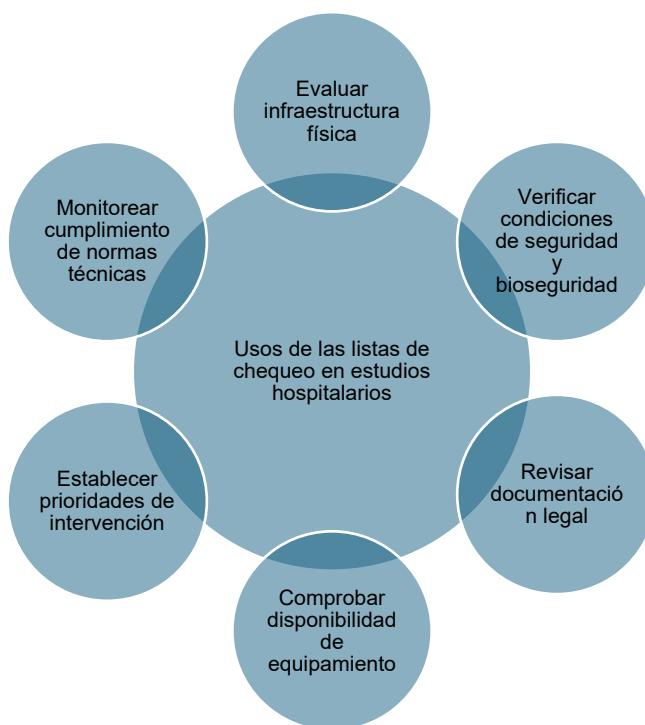 Evaluar
infraestructura
física
Verificar
condiciones
de seguridad
y
bioseguridad
Revisar
documentació
n legal
Comprobar
disponibilidad
de
equipamiento
Establecer
prioridades de
intervención
Monitorear
cumplimiento
de normas
técnicas
Usos de las listas de
chequeo en estudios
hospitalarios